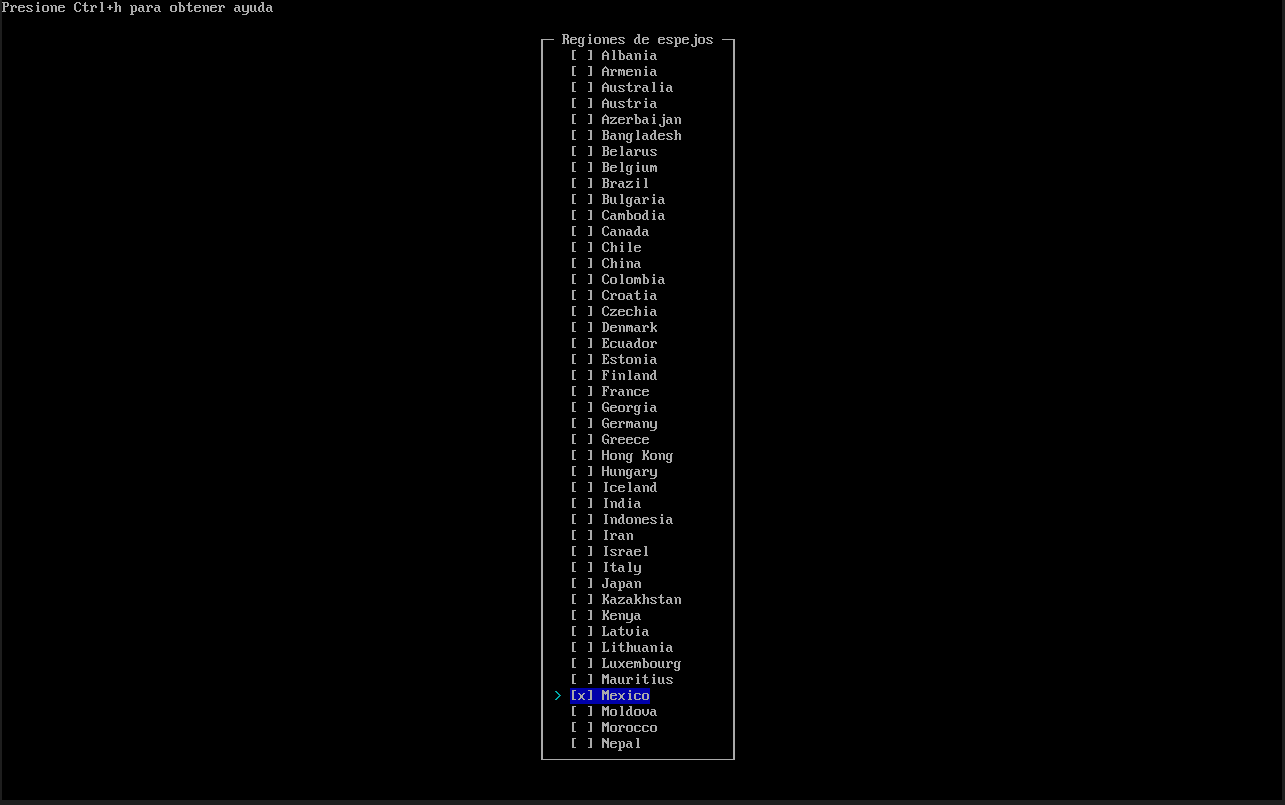 Presione Ctrl+h para obtener ayuda
Regiones de espejos
[ ] Albania
[ ] Armenia
[ ] Australia
[ ] Austria
[ ] Azerbaijan
[ ] Bangladesh
[ ] Belarus
[ ] Belgium
[ ] Brazil
[ ] Bulgaria
[ ] Cambodia
[ ] Canada
[ ] Chile
[ ] China
[ ] Colombia
[ ] Croatia
[ ] Czechia
[ ] Denmark
[ ] Ecuador
[ ] Estonia
[ ] Finland
[ ] France
[ ] Georgia
[ ] Germany
[ ] Greece
[ ] Hong Kong
[ ] Hungary
[ ] Iceland
[ ] India
[ ] Indonesia
[ ] Iran
[ ] Israel
[ ] Italy
[ ] Japan
[ ] Kazakhstan
[ ] Kenya
[ ] Latvia
[ ] Lithuania
[ ] Luxembourg
[ ] Mauritius
> [x] Mexico
[ ] Moldova
[ ] Morocco
[ ] Nepal